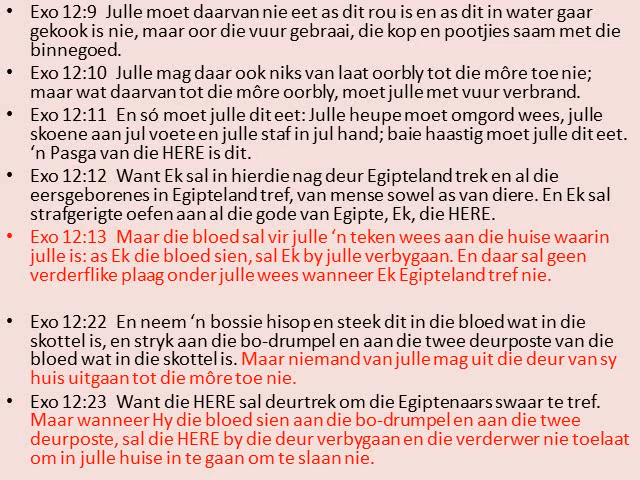 • Exo 12:9 Julle moet daarvan nie eet as dit rou is en as dit in water gaar
gekook is nie, maar oor die vuur gebraai, die kop en pootjies saam met die
binnegoed.
• Exo 12:10 Julle mag daar ook niks van laat oorbly tot die môre toe nie;
maar wat daarvan tot die môre oorbly, moet julle met vuur verbrand.
• Exo 12:11 En só moet julle dit eet: Julle heupe moet omgord wees, julle
skoene aan jul voete en julle staf in jul hand; baie haastig moet julle dit eet.
‘n Pasga van die HERE is dit.
• Exo 12:12 Want Ek sal in hierdie nag deur Egipteland trek en al die
eersgeborenes in Egipteland tref, van mense sowel as van diere. En Ek sal
strafgerigte oefen aan al die gode van Egipte, Ek, die HERE.
• Exo 12:13 Maar die bloed sal vir julle ‘n teken wees aan die huise waarin
julle is: as Ek die bloed sien, sal Ek by julle verbygaan. En daar sal geen
verderflike plaag onder julle wees wanneer Ek Egipteland tref nie.
• Exo 12:22 En neem ‘n bossie hisop en steek dit in die bloed wat in die
skottel is, en stryk aan die bo-drumpel en aan die twee deurposte van die
bloed wat in die skottel is. Maar niemand van julle mag uit die deur van sy
huis uitgaan tot die môre toe nie.
• Exo 12:23 Want die HERE sal deurtrek om die Egiptenaars swaar te tref.
Maar wanneer Hy die bloed sien aan die bo-drumpel en aan die twee
deurposte, sal die HERE by die deur verbygaan en die verderwer nie toelaat
om in julle huise in te gaan om te slaan nie.